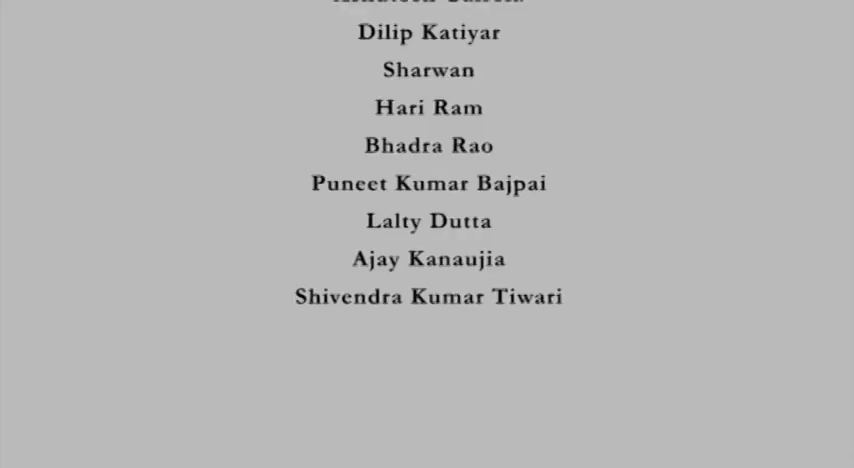 Dilip Katiyar
Sharwan
Hari Ram
Bhadra Rao
Puneet Kumar Bajpai
Lalty Dutta
Ajay Kanaujia
Shivendra Kumar Tiwari